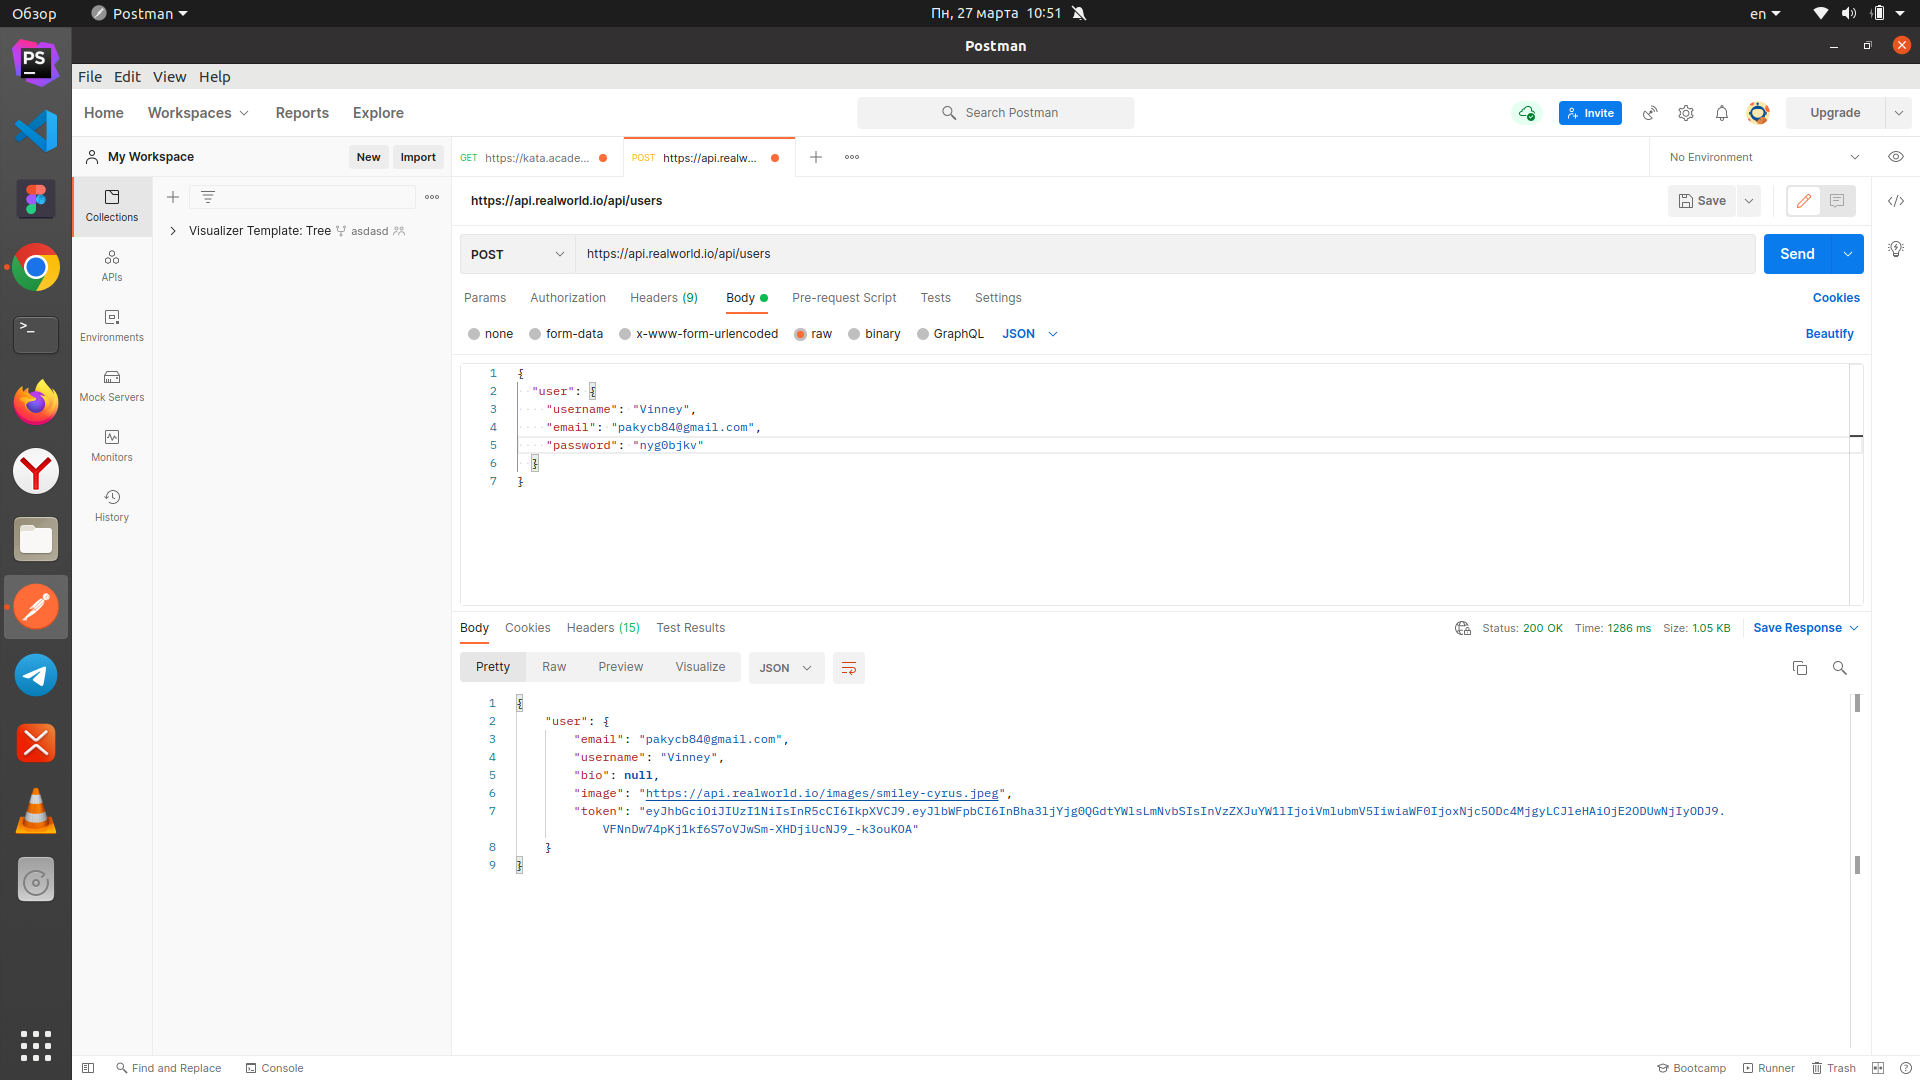 Обзор
Postman
Пн, 27 марта 10:51
en
Postman
File Edit View Help
Home Workspaces Reports Explore
Search Postman
Invite
Upgrade
My Workspace
New Import
GET https://kata.acade...
POST https://api.realw...
No Environment
Collections
APIs
Environments
Mock Servers
Monitors
History
Visualizer Template: Tree asdasd
https://api.realworld.io/api/users
Save
POST https://api.realworld.io/api/users
Send
Params Authorization Headers (9) Body Pre-request Script Tests Settings
Cookies
none form-data x-www-form-urlencoded raw binary GraphQL JSON
Beautify
1 {
2 "user": {
3 "username": "Vinney",
4 "email": "pakycb84@gmail.com",
5 "password": "nyg0bjkv"
6 }
7 }
Body Cookies Headers (15) Test Results
Status: 200 OK Time: 1286 ms Size: 1.05 KB
Save Response
Pretty Raw Preview Visualize JSON
1 {
2 "user": {
3 "email": "pakycb84@gmail.com",
4 "username": "Vinney",
5 "bio": null,
6 "image": "https://api.realworld.io/images/smiley-cyrus.jpeg",
7 "token": "eyJhbGciOiJIUzI1NiIsInR5cCI6IkpXVCJ9.eyJlbWFpbCI6InBha3ljYjg0QGdtYWlsLmNvbSIsInVzZXJuYW1lIjoiVmlubmV5IiwiaWF0IjoxNjc5ODc4MjgyLCJleHAiOjE2ODUwNjIyODJ9.
VFNnDw74pKj1kf6S7oVJwSm-XHDjiUcNJ9_-k3ouKOA"
8 }
9 }
Find and Replace Console
Bootcamp Runner Trash
PS